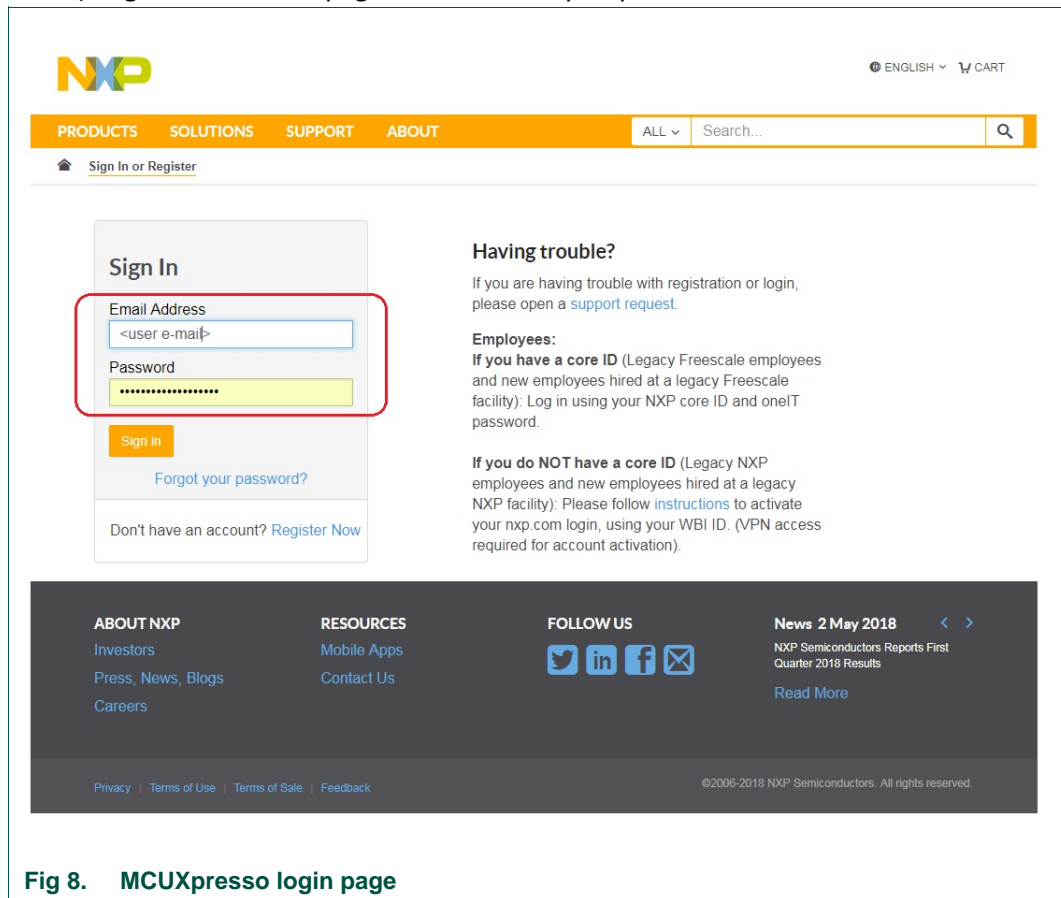 NXP
ENGLISH CART
PRODUCTS SOLUTIONS SUPPORT ABOUT ALL Search...
Sign In or Register
Sign In
Email Address
<user e-mail>
Password
••••••••••••••••••
Sign in
Forgot your password?
Don't have an account? Register Now
Having trouble?
If you are having trouble with registration or login,
please open a support request.
Employees:
If you have a core ID (Legacy Freescale employees
and new employees hired at a legacy Freescale
facility): Log in using your NXP core ID and oneIT
password.
If you do NOT have a core ID (Legacy NXP
employees and new employees hired at a legacy
NXP facility): Please follow instructions to activate
your nxp.com login, using your WBI ID. (VPN access
required for account activation).
ABOUT NXP
Investors
Press, News, Blogs
Careers
RESOURCES
Mobile Apps
Contact Us
FOLLOW US
News 2 May 2018 < >
NXP Semiconductors Reports First
Quarter 2018 Results
Read More
Privacy | Terms of Use | Terms of Sale | Feedback
©2006-2018 NXP Semiconductors. All rights reserved.
Fig 8. MCUXpresso login page